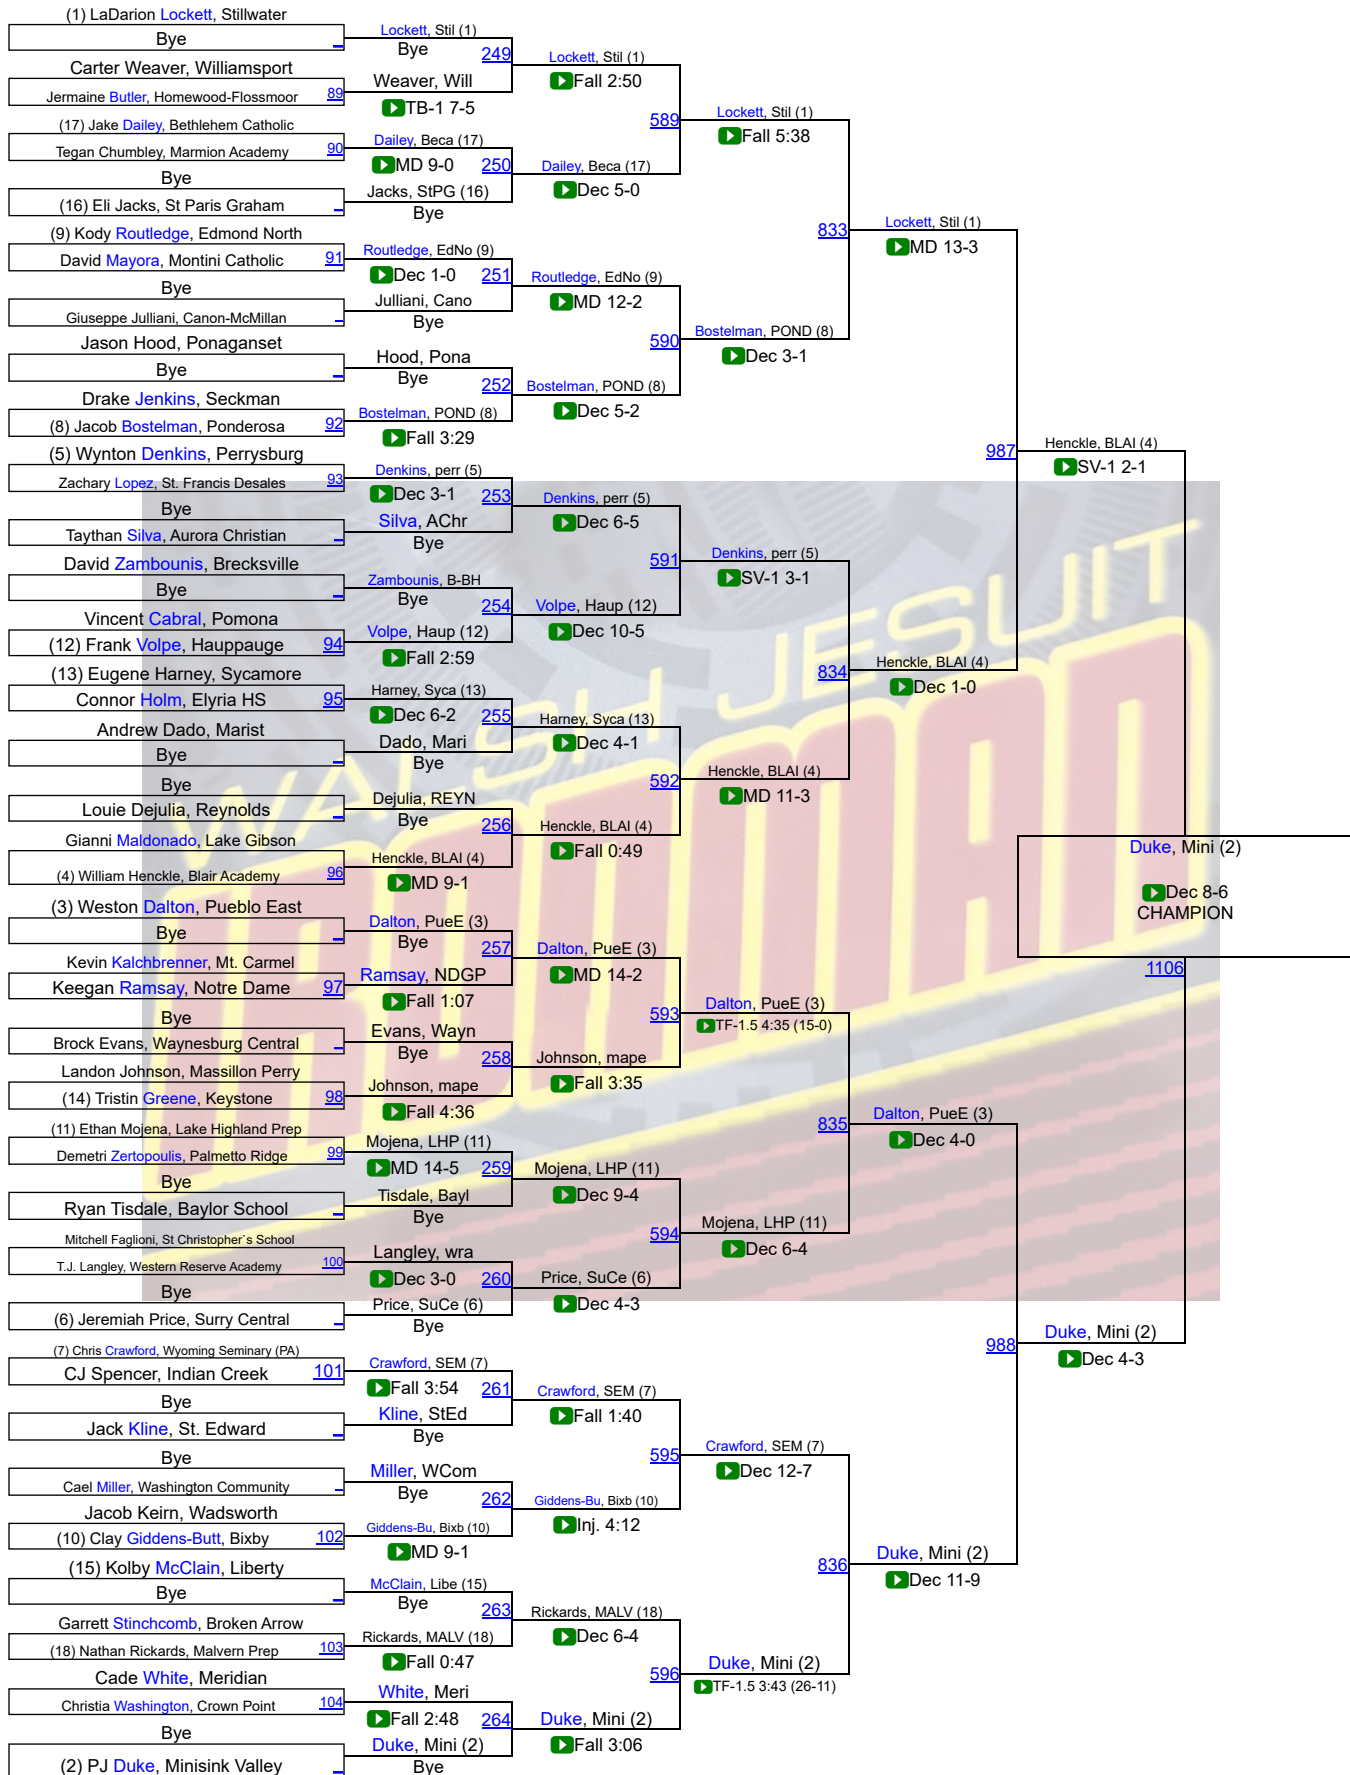 (1) LaDarion Lockett, Stillwater
Bye
Carter Weaver, Williamsport
Jermaine Butler, Homewood-Flossmoor 89
(17) Jake Dailey, Bethlehem Catholic
Tegan Chumbley, Marmion Academy 90
Bye
(16) Eli Jacks, St Paris Graham
(9) Kody Routledge, Edmond North
David Mayora, Montini Catholic 91
Bye
Giuseppe Julliani, Canon-McMillan
Jason Hood, Ponaganset
Bye
Drake Jenkins, Seckman
(8) Jacob Bostelman, Ponderosa 92
(5) Wynton Denkins, Perrysburg
Zachary Lopez, St. Francis Desales 93
Bye
Taythan Silva, Aurora Christian
David Zambounis, Brecksville
Bye
Vincent Cabral, Pomona
(12) Frank Volpe, Hauppauge 94
(13) Eugene Harney, Sycamore
Connor Holm, Elyria HS 95
Andrew Dado, Marist
Bye
Bye
Louie Dejulia, Reynolds
Gianni Maldonado, Lake Gibson
(4) William Henckle, Blair Academy 96
(3) Weston Dalton, Pueblo East
Bye
Kevin Kalchbrenner, Mt. Carmel
Keegan Ramsay, Notre Dame 97
Bye
Brock Evans, Waynesburg Central
Landon Johnson, Massillon Perry
(14) Tristin Greene, Keystone 98
(11) Ethan Mojena, Lake Highland Prep
Demetri Zertopoulis, Palmetto Ridge 99
Bye
Ryan Tisdale, Baylor School
Mitchell Faglioni, St Christopher`s School
T.J. Langley, Western Reserve Academy 100
Bye
(6) Jeremiah Price, Surry Central
(7) Chris Crawford, Wyoming Seminary (PA)
CJ Spencer, Indian Creek 101
Bye
Jack Kline, St. Edward
Bye
Cael Miller, Washington Community
Jacob Keirn, Wadsworth
(10) Clay Giddens-Butt, Bixby 102
(15) Kolby McClain, Liberty
Bye
Garrett Stinchcomb, Broken Arrow
(18) Nathan Rickards, Malvern Prep 103
Cade White, Meridian
Christia Washington, Crown Point 104
Bye
(2) PJ Duke, Minisink Valley
Lockett, Stil (1)
Bye
249
Weaver, Will
TB-1 7-5
Dailey, Beca (17)
MD 9-0
250
Jacks, StPG (16)
Bye
Routledge, EdNo (9)
Dec 1-0
251
Julliani, Cano
Bye
Hood, Pona
Bye
252
Bostelman, POND (8)
Fall 3:29
Denkins, perr (5)
Dec 3-1
253
Silva, AChr
Bye
Zambounis, B-BH
Bye
254
Volpe, Haup (12)
Fall 2:59
Harney, Syca (13)
Dec 6-2
255
Dado, Mari
Bye
Dejulia, REYN
Bye
256
Henckle, BLAI (4)
MD 9-1
Dalton, PueE (3)
Bye
257
Ramsay, NDGP
Fall 1:07
Evans, Wayn
Bye
258
Johnson, mape
Fall 4:36
Mojena, LHP (11)
MD 14-5
259
Tisdale, Bayl
Bye
Langley, wra
Dec 3-0
260
Price, SuCe (6)
Bye
Crawford, SEM (7)
Fall 3:54
261
Kline, StEd
Bye
Miller, WCom
Bye
262
Giddens-Bu, Bixb (10)
MD 9-1
McClain, Libe (15)
Bye
263
Rickards, MALV (18)
Fall 0:47
White, Meri
Fall 2:48
264
Duke, Mini (2)
Bye
Lockett, Stil (1)
Fall 2:50
589
Dailey, Beca (17)
Dec 5-0
Routledge, EdNo (9)
MD 12-2
590
Bostelman, POND (8)
Dec 5-2
Denkins, perr (5)
Dec 6-5
591
Volpe, Haup (12)
Dec 10-5
Harney, Syca (13)
Dec 4-1
592
Henckle, BLAI (4)
Fall 0:49
Dalton, PueE (3)
MD 14-2
593
Johnson, mape
Fall 3:35
Mojena, LHP (11)
Dec 9-4
594
Price, SuCe (6)
Dec 4-3
Crawford, SEM (7)
Fall 1:40
595
Giddens-Bu, Bixb (10)
Inj. 4:12
Rickards, MALV (18)
Dec 6-4
596
Duke, Mini (2)
Fall 3:06
Lockett, Stil (1)
Fall 5:38
833
Bostelman, POND (8)
Dec 3-1
Denkins, perr (5)
SV-1 3-1
834
Henckle, BLAI (4)
MD 11-3
Dalton, PueE (3)
TF-1.5 4:35 (15-0)
835
Mojena, LHP (11)
Dec 6-4
Crawford, SEM (7)
Dec 12-7
836
Duke, Mini (2)
TF-1.5 3:43 (26-11)
Lockett, Stil (1)
MD 13-3
987
Henckle, BLAI (4)
Dec 1-0
Dalton, PueE (3)
Dec 4-0
988
Duke, Mini (2)
Dec 11-9
Henckle, BLAI (4)
SV-1 2-1
Duke, Mini (2)
Dec 4-3
Duke, Mini (2)
Dec 8-6
CHAMPION
1106
WALSH JESUIT
IRONMAN